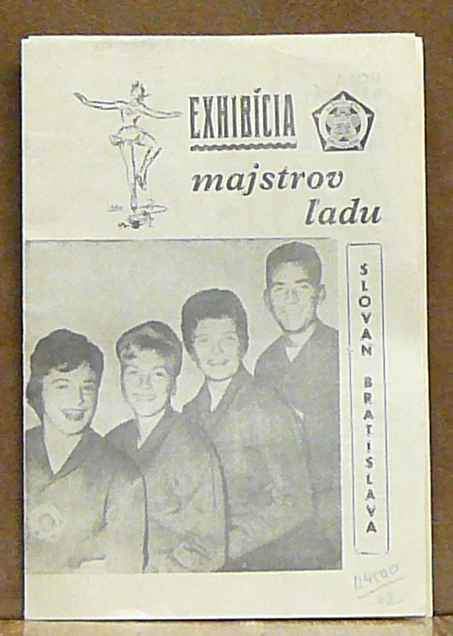 EXHIBÍCIA
majstrov
ľadu
SLOVAN BRATISLAVA